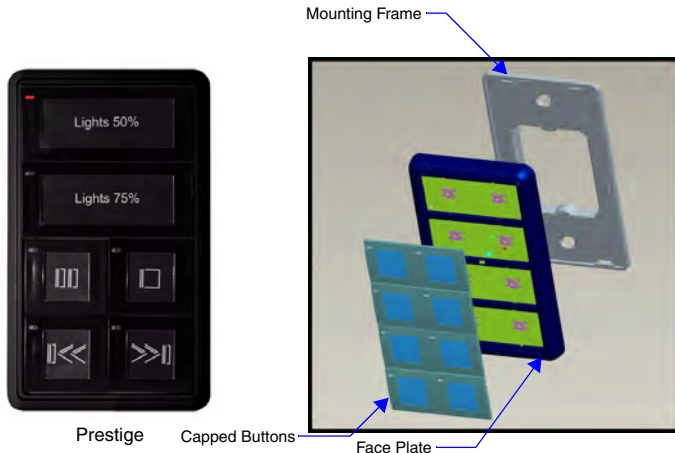 Mounting Frame
Lights 50%
Lights 75%
Prestige
Capped Buttons
Face Plate